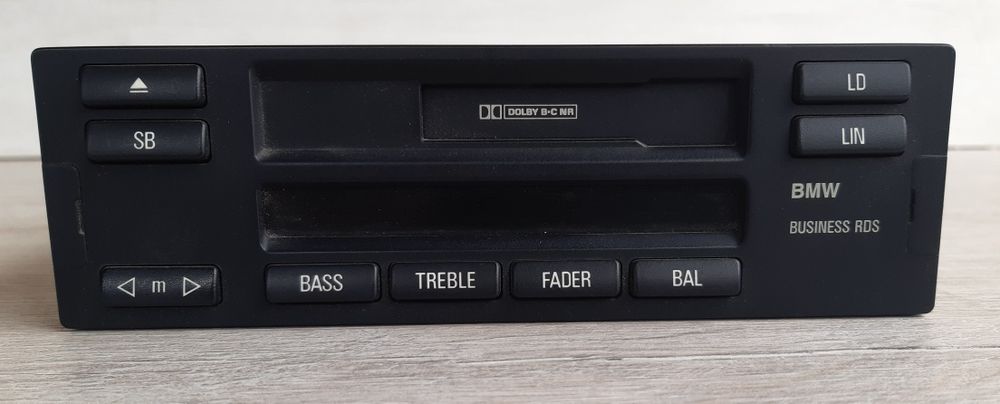 LD
DOLBY B·C NR
SB
LIN
BMW
BUSINESS RDS
m
BASS
TREBLE
FADER
BAL